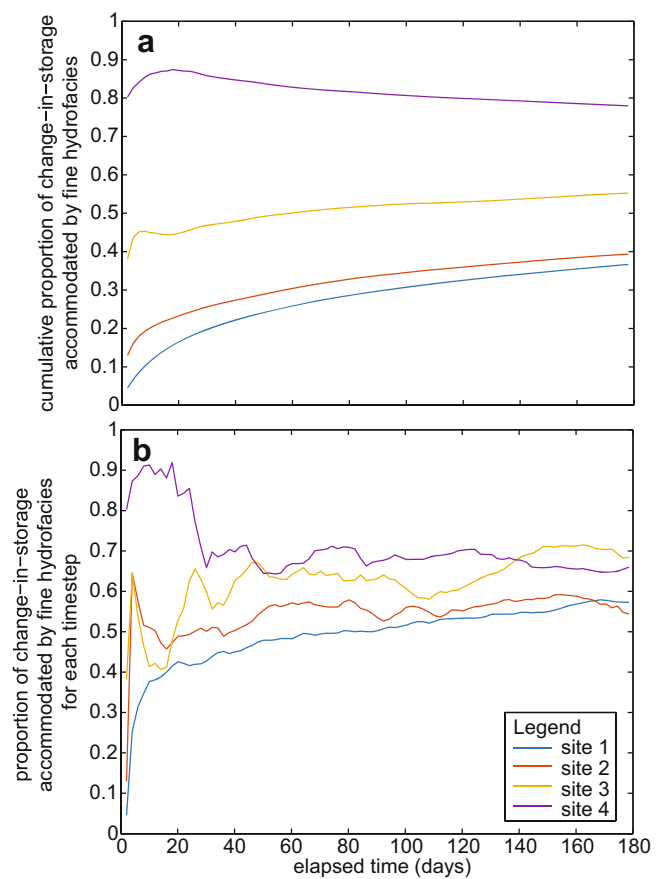 a
1
0.9
0.8
0.7
0.6
0.5
0.4
0.3
0.2
0.1
0
cumulative proportion of change−in−storage
accommodated by fine hydrofacies
b
0.9
0.8
0.7
0.6
0.5
0.4
0.3
0.2
0.1
0
proportion of change−in−storage
accommodated by fine hydrofacies
for each timestep
Legend
site 1
site 2
site 3
site 4
0 20 40 60 80 100 120 140 160 180
elapsed time (days)